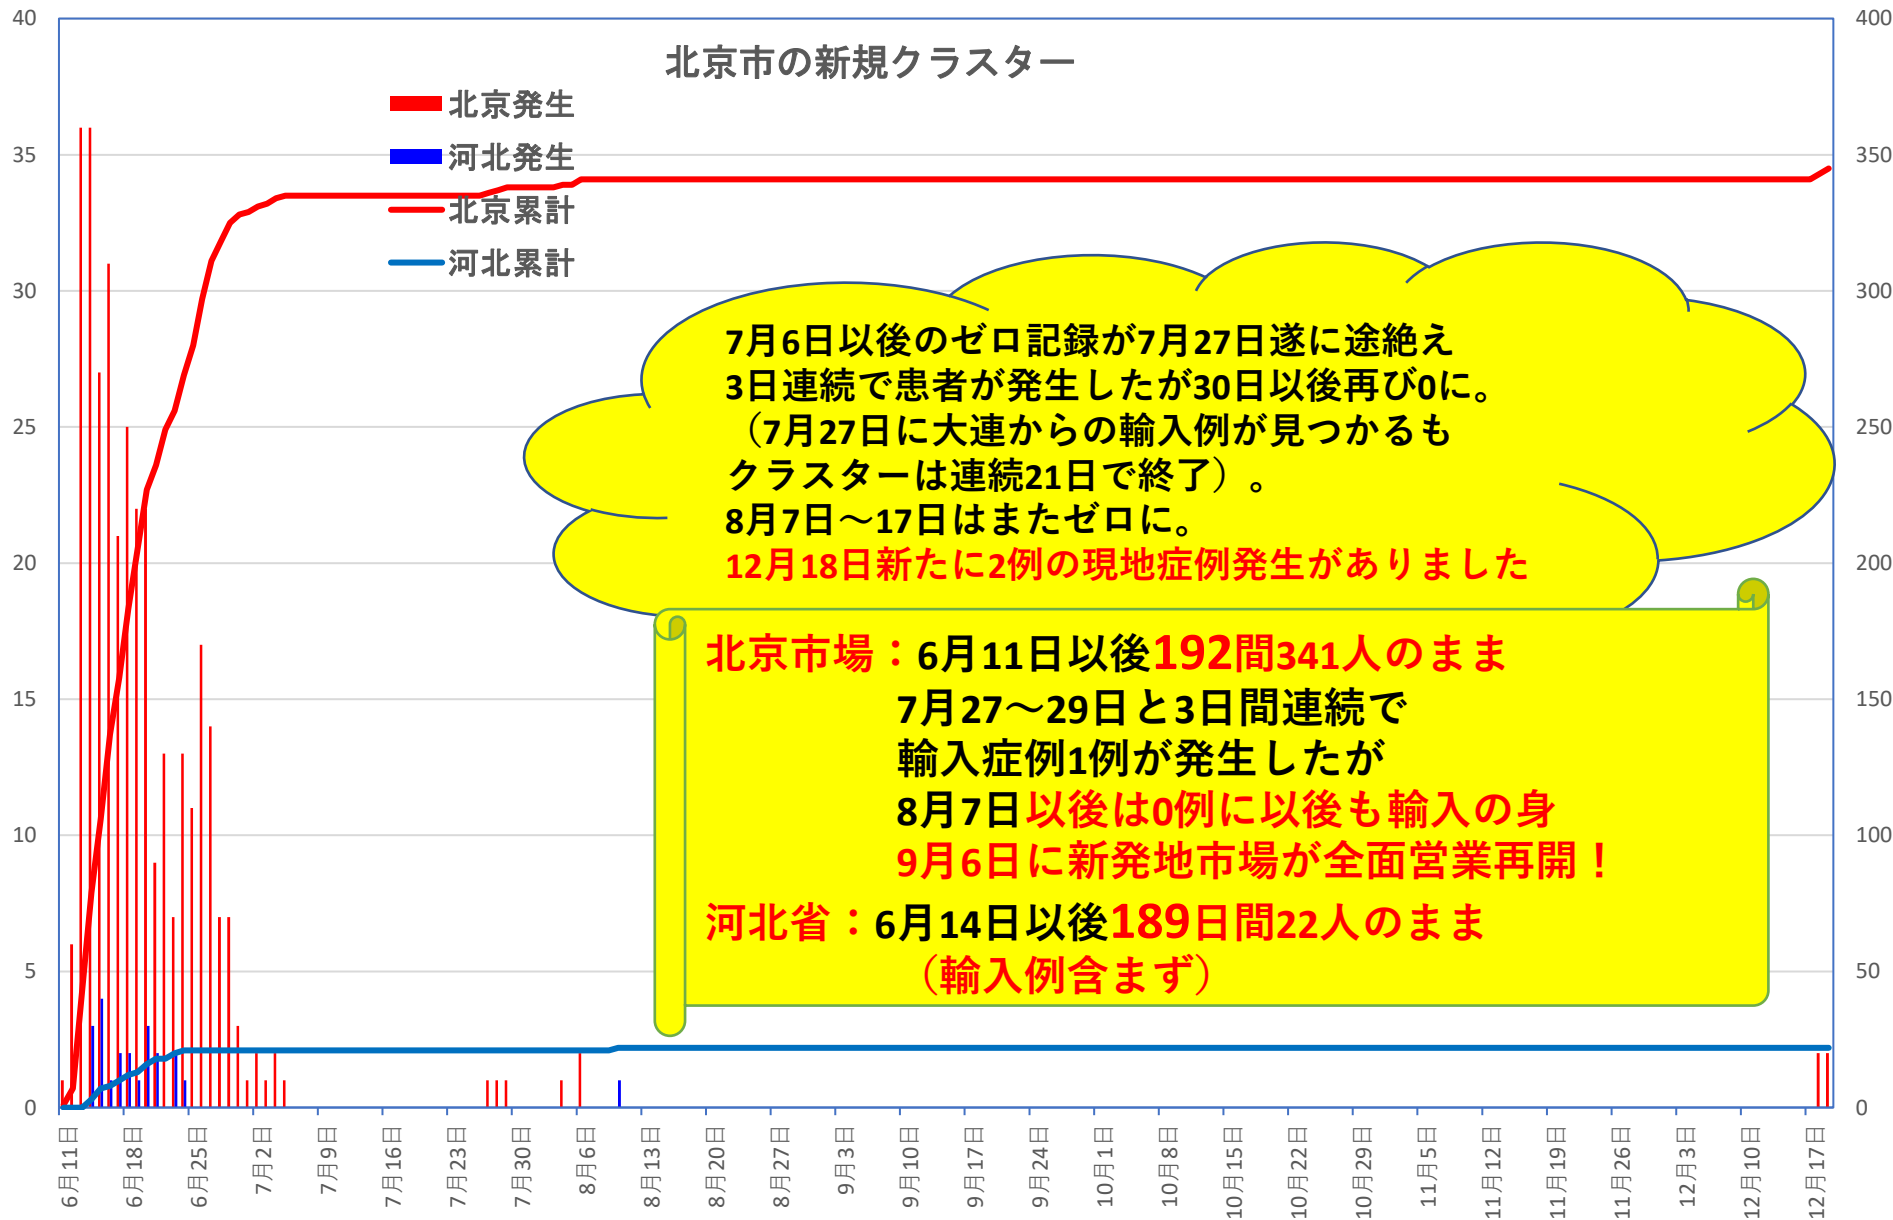 北京市の新規クラスター
北京発生
河北発生
北京累計
河北累計
40
35
30
25
20
15
10
5
0
400
350
300
250
200
150
100
50
0
7月6日以後のゼロ記録が7月27日遂に途絶え
3日連続で患者が発生したが30日以後再び0に。
（7月27日に大連からの輸入例が見つかるも
クラスターは連続21日で終了）。
8月7日～17日はまたゼロに。
12月18日新たに2例の現地症例発生がありました
北京市場：6月11日以後192間341人のまま
7月27～29日と3日間連続で
輸入症例1例が発生したが
8月7日以後は0例に以後も輸入の身
9月6日に新発地市場が全面営業再開！
河北省：6月14日以後189日間22人のまま
（輸入例含まず）
6月11日
6月18日
6月25日
7月2日
7月9日
7月16日
7月23日
7月30日
8月6日
8月13日
8月20日
8月27日
9月3日
9月10日
9月17日
9月24日
10月1日
10月8日
10月15日
10月22日
10月29日
11月5日
11月12日
11月19日
11月26日
12月3日
12月10日
12月17日